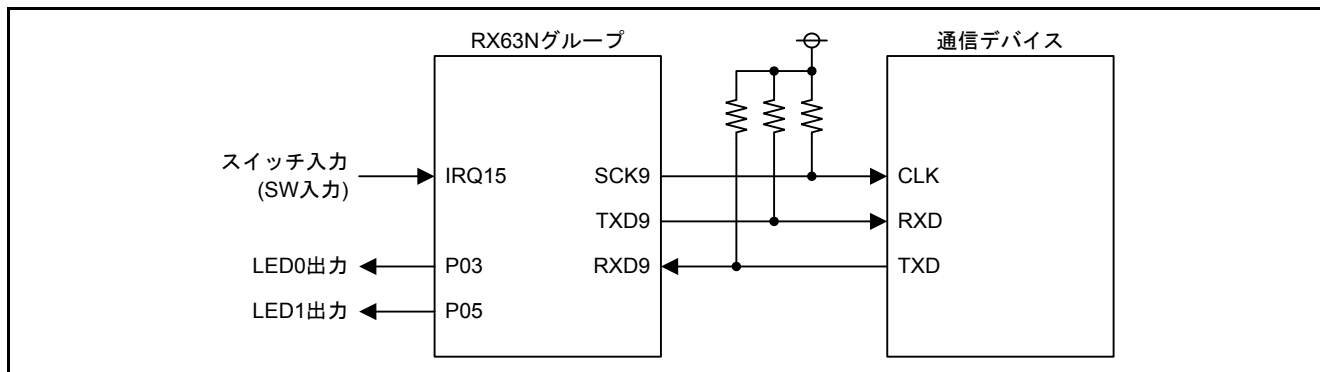 RX63Nグループ
通信デバイス
スイッチ入力
(SW入力)
IRQ15
SCK9
CLK
TXD9
RXD
LED0出力
P03
RXD9
TXD
LED1出力
P05